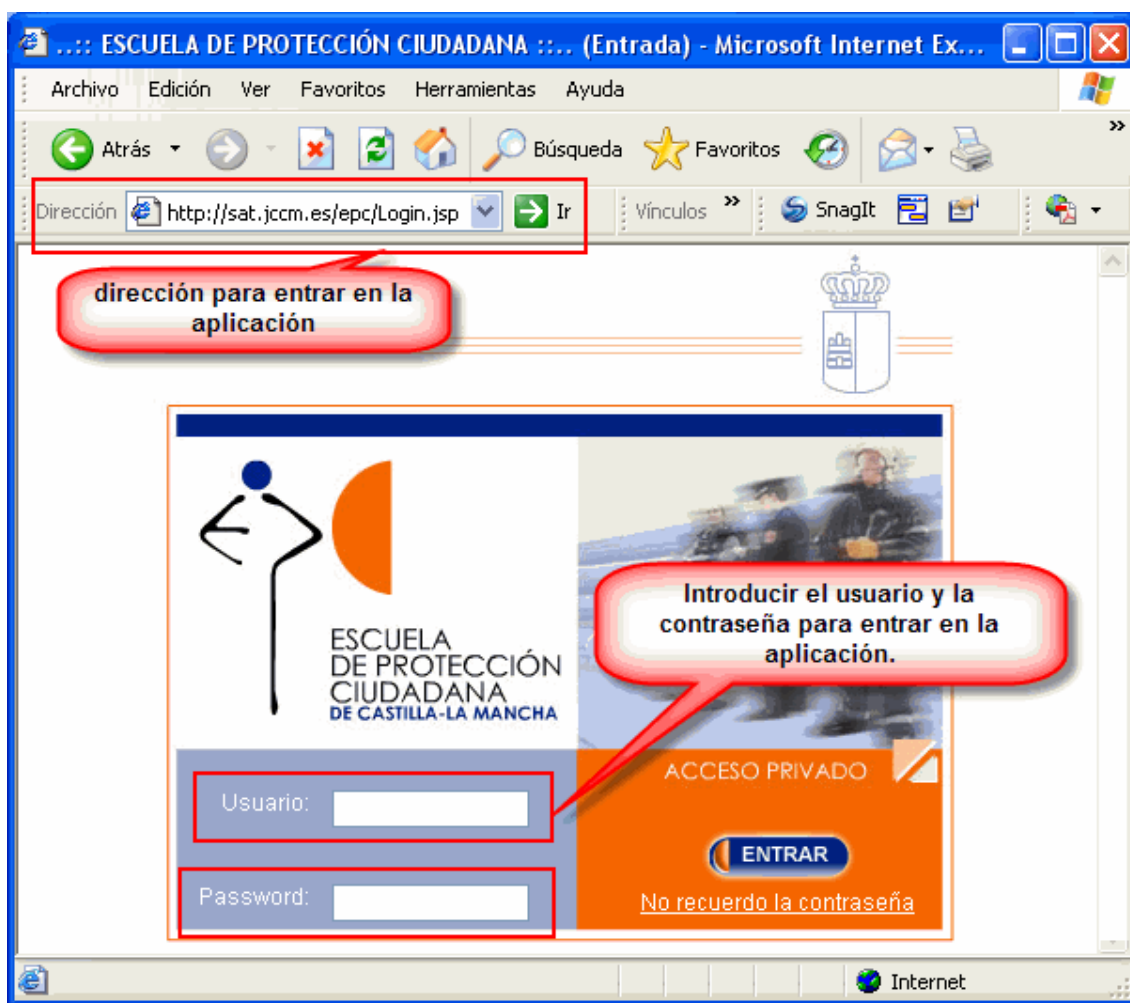 ..:: ESCUELA DE PROTECCIÓN CIUDADANA ::.. (Entrada) - Microsoft Internet Ex...
Archivo Edición Ver Favoritos Herramientas Ayuda
Atrás Búsqueda Favoritos »
Dirección http://sat.jccm.es/epc/Login.jsp Ir Vínculos » SnagIt
dirección para entrar en la
aplicación
Introducir el usuario y la
contraseña para entrar en la
aplicación.
ESCUELA
DE PROTECCIÓN
CIUDADANA
DE CASTILLA-LA MANCHA
ACCESO PRIVADO
Usuario:
ENTRAR
Password:
No recuerdo la contraseña
Internet